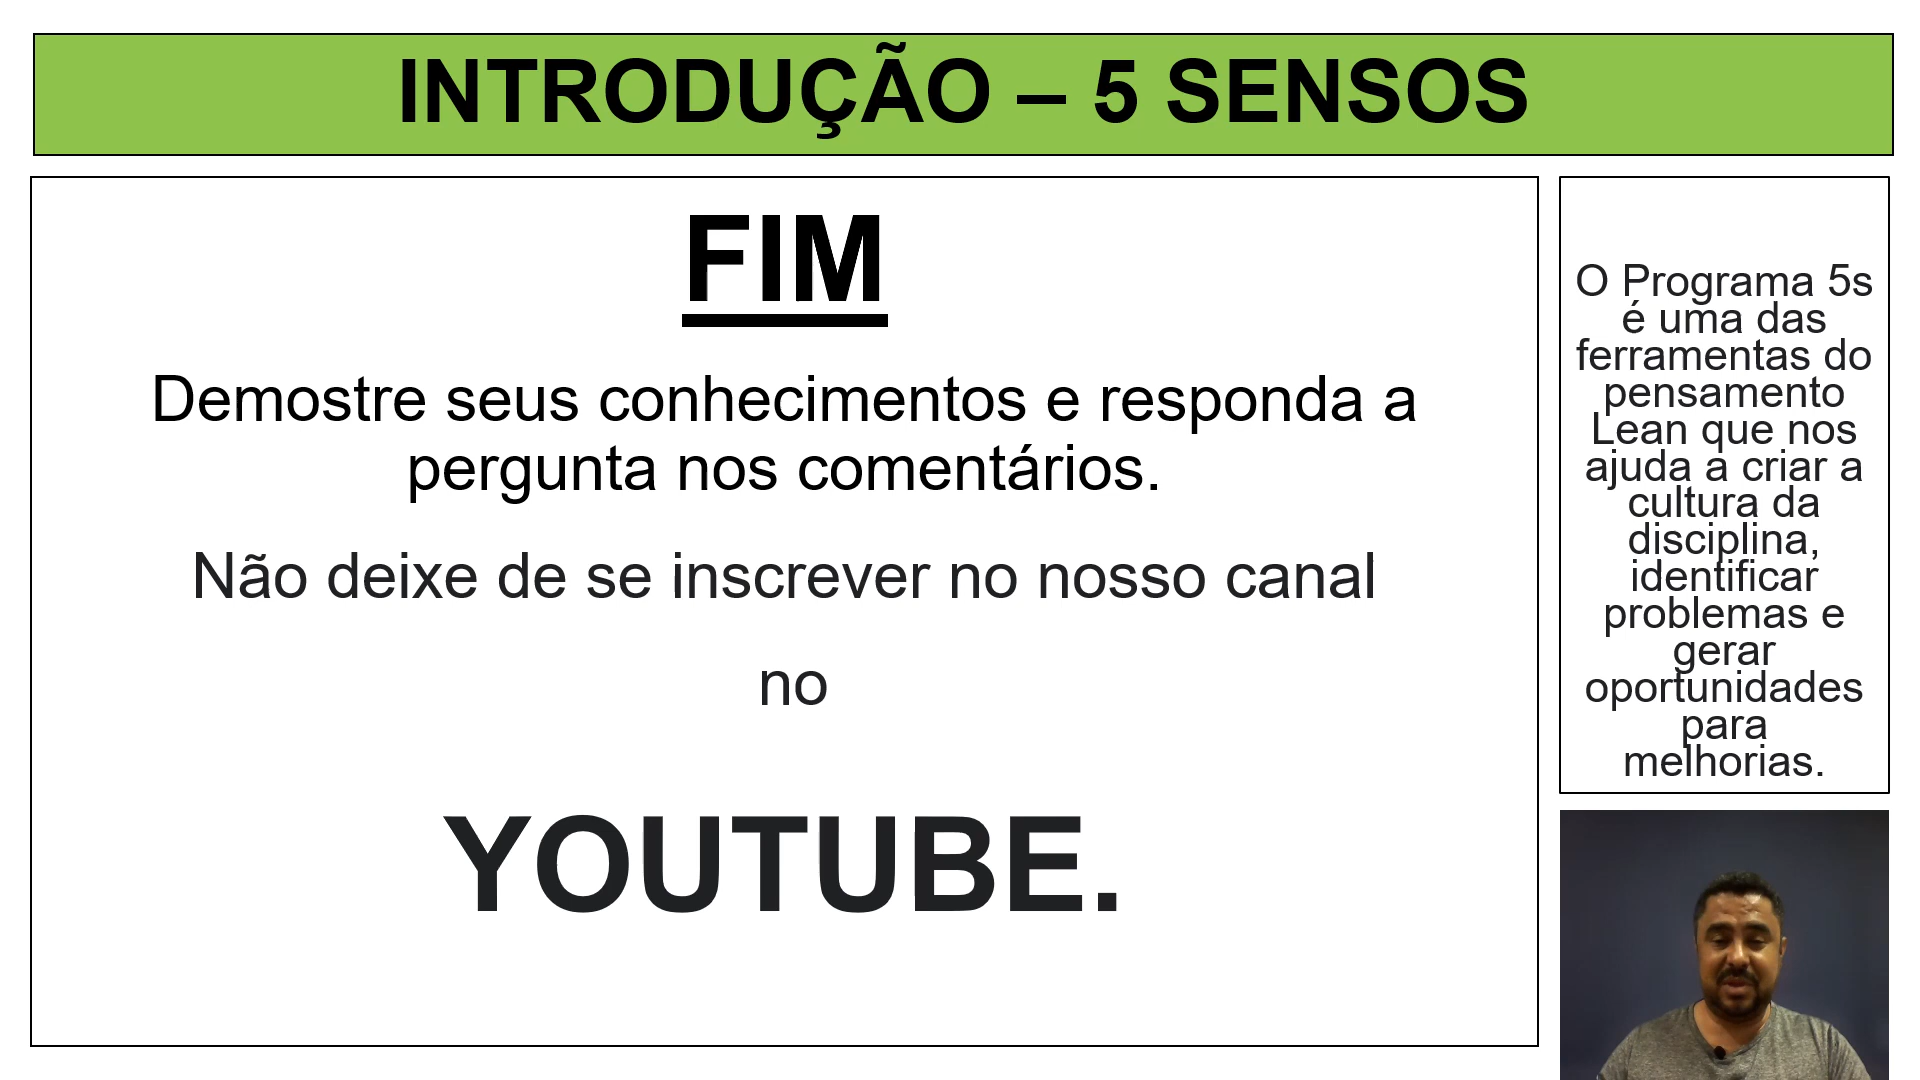 INTRODUÇÃO – 5 SENSOS
FIM
Demostre seus conhecimentos e responda a
pergunta nos comentários.
Não deixe de se inscrever no nosso canal
no
YOUTUBE.
O Programa 5s
é uma das
ferramentas do
pensamento
Lean que nos
ajuda a criar a
cultura da
disciplina,
identificar
problemas e
gerar
oportunidades
para
melhorias.